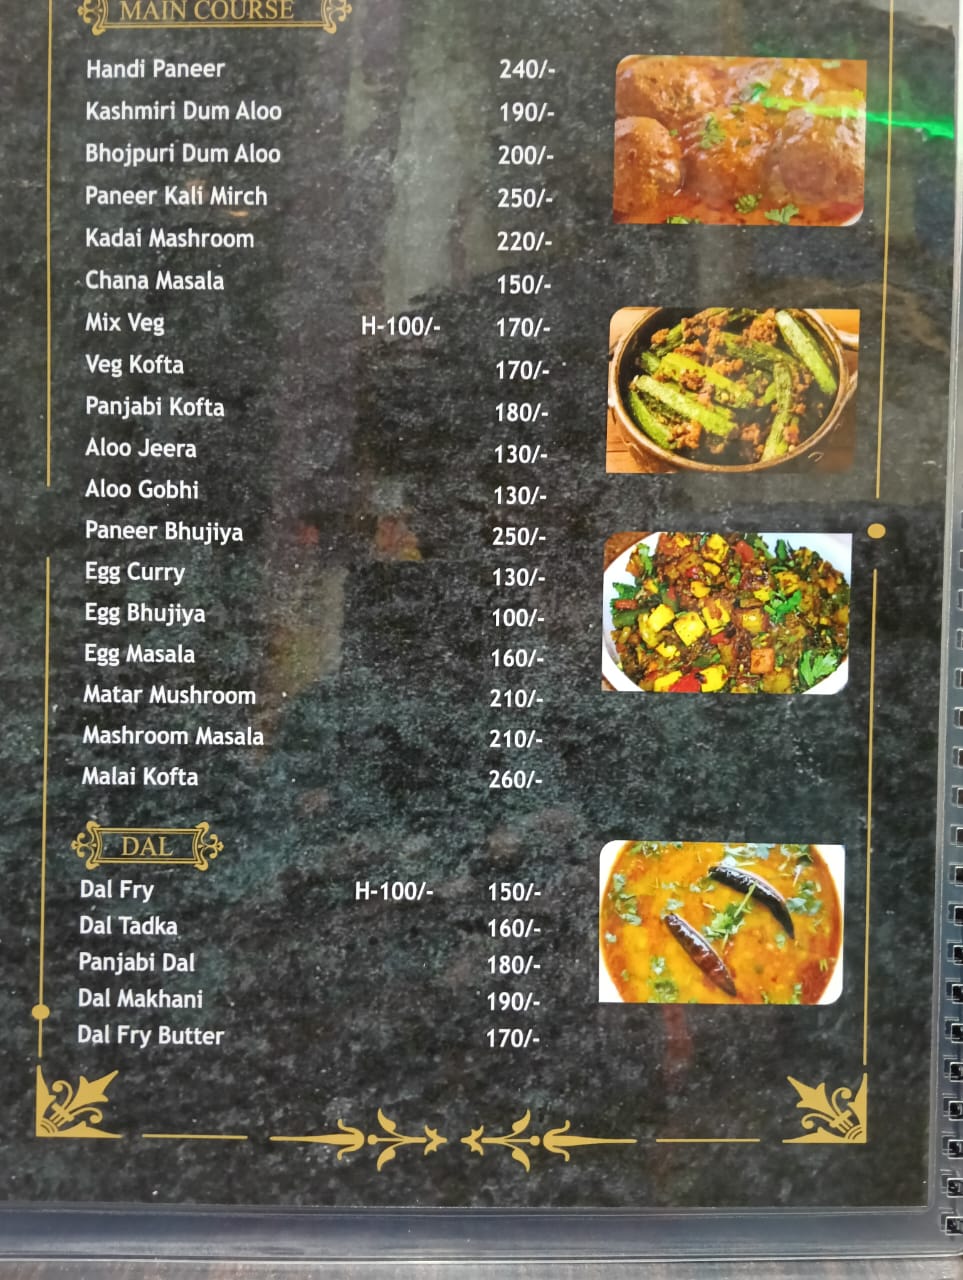 MAIN COURSE
Handi Paneer 240/-
Kashmiri Dum Aloo 190/-
Bhojpuri Dum Aloo 200/-
Paneer Kali Mirch 250/-
Kadai Mashroom 220/-
Chana Masala 150/-
Mix Veg H-100/- 170/-
Veg Kofta 170/-
Panjabi Kofta 180/-
Aloo Jeera 130/-
Aloo Gobhi 130/-
Paneer Bhujiya 250/-
Egg Curry 130/-
Egg Bhujiya 100/-
Egg Masala 160/-
Matar Mushroom 210/-
Mashroom Masala 210/-
Malai Kofta 260/-
DAL
Dal Fry H-100/- 150/-
Dal Tadka 160/-
Panjabi Dal 180/-
Dal Makhani 190/-
Dal Fry Butter 170/-